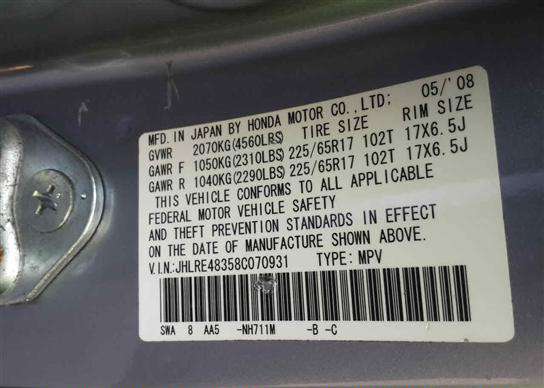 MFD. IN JAPAN BY HONDA MOTOR CO., LTD; 05/'08
GVWR 2070KG(4560LBS) TIRE SIZE RIM SIZE
GAWR F 1050KG(2310LBS) 225/65R17 102T 17X6.5J
GAWR R 1040KG(2290LBS) 225/65R17 102T 17X6.5J
THIS VEHICLE CONFORMS TO ALL APPLICABLE
FEDERAL MOTOR VEHICLE SAFETY
AND THEFT PREVENTION STANDARDS IN EFFECT
ON THE DATE OF MANUFACTURE SHOWN ABOVE.
V.I.N:JHLRE48358C070931 TYPE: MPV
SWA 8 AA5 -NH711M -B -C